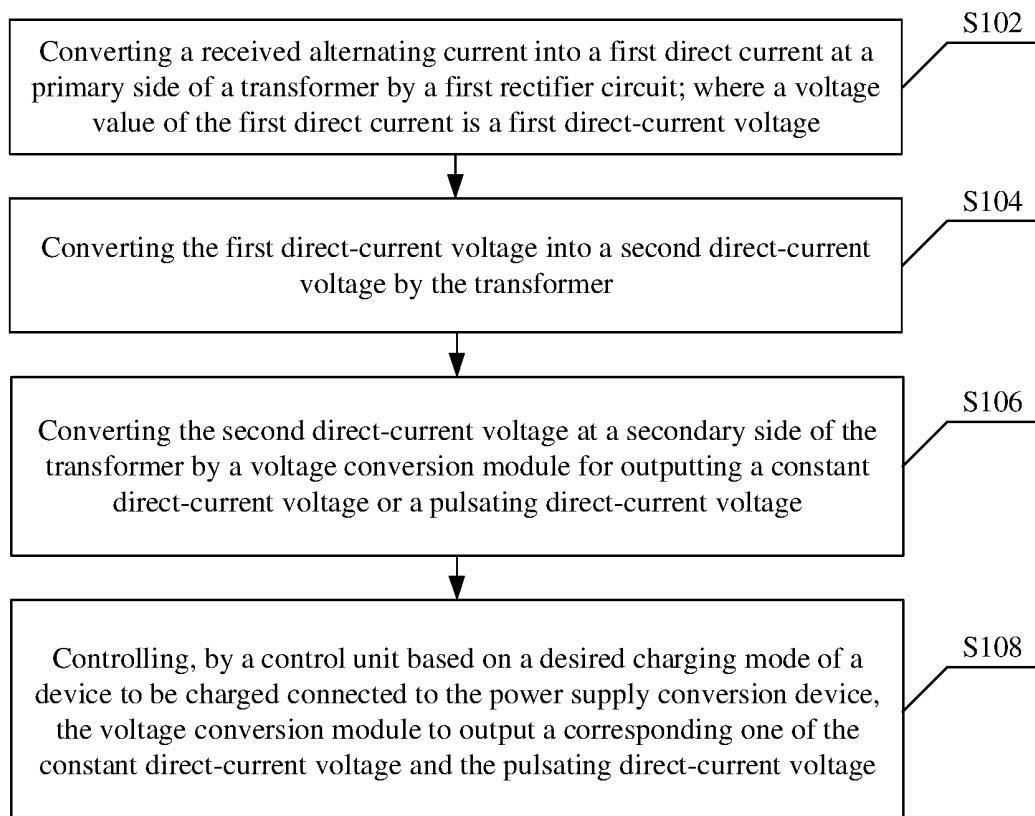 S102
Converting a received alternating current into a first direct current at a
primary side of a transformer by a first rectifier circuit; where a voltage
value of the first direct current is a first direct-current voltage
S104
Converting the first direct-current voltage into a second direct-current
voltage by the transformer
S106
Converting the second direct-current voltage at a secondary side of the
transformer by a voltage conversion module for outputting a constant
direct-current voltage or a pulsating direct-current voltage
S108
Controlling, by a control unit based on a desired charging mode of a
device to be charged connected to the power supply conversion device,
the voltage conversion module to output a corresponding one of the
constant direct-current voltage and the pulsating direct-current voltage